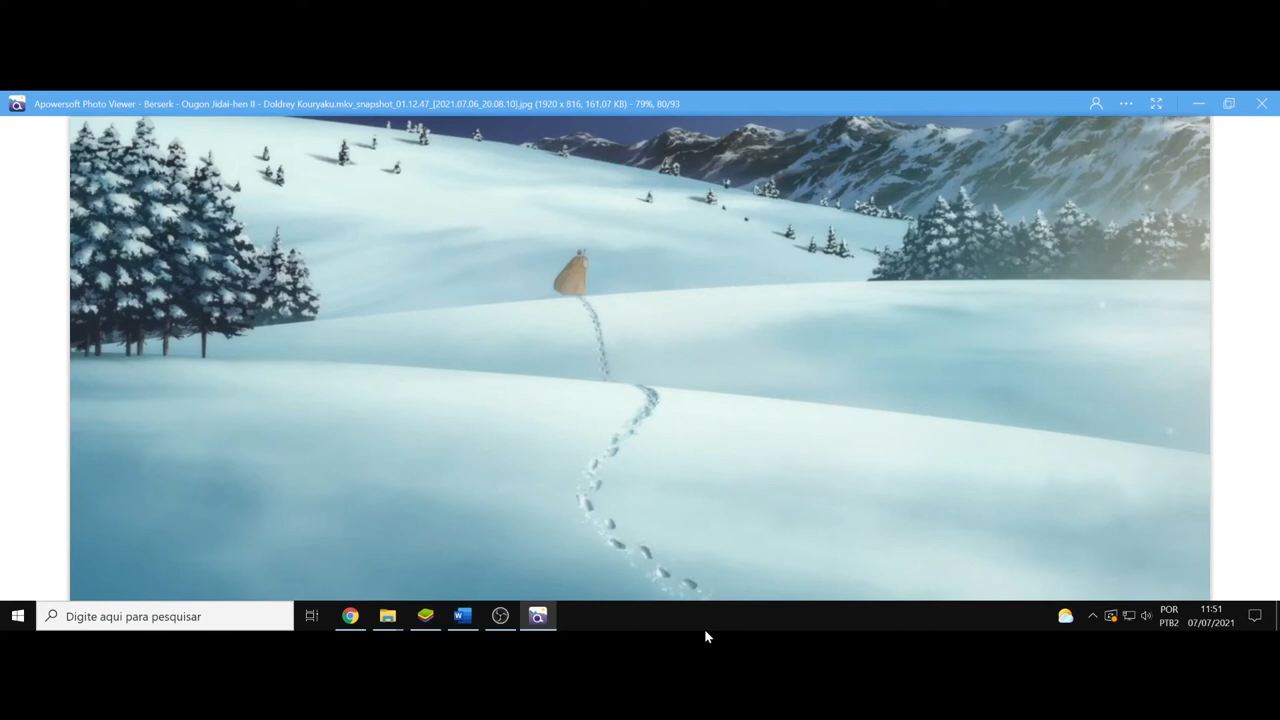 Apowersoft Photo Viewer - Berserk - Ougon Jidai-hen II - Doldrey Kouryaku.mkv_snapshot_01.12.47_[2021.07.06_20.08.10].jpg (1920 x 816, 161,07 KB) - 79%, 80/93
Digite aqui para pesquisar
POR
PTB2
11:51
07/07/2021